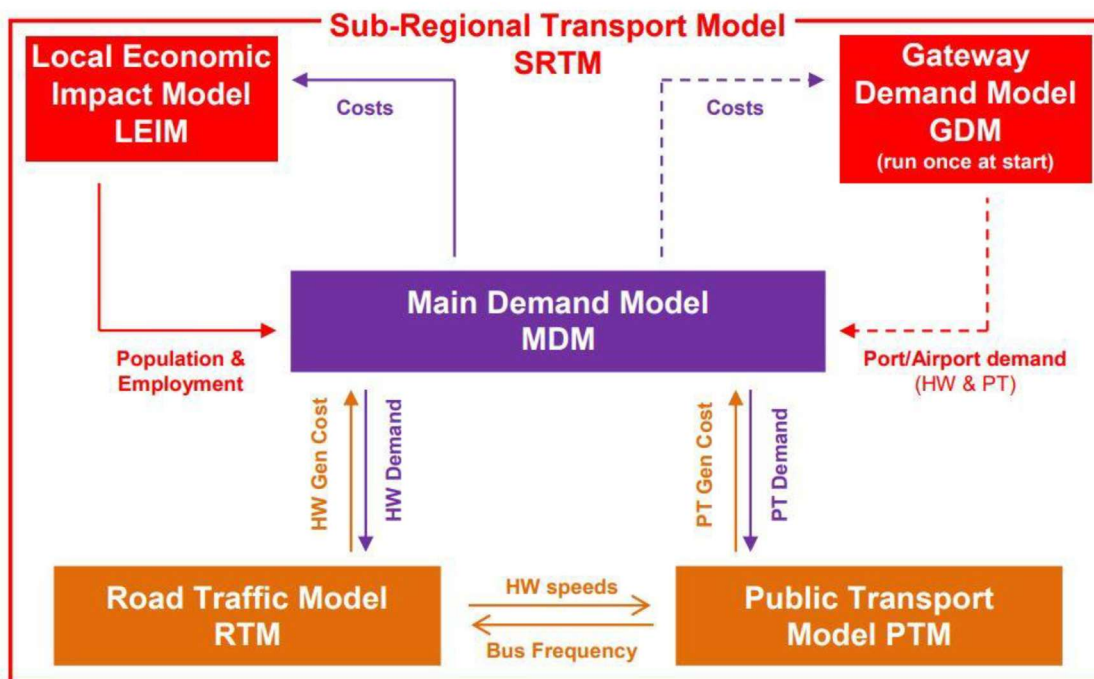 Sub-Regional Transport Model
SRTM
Local Economic
Impact Model
LEIM
Costs
Costs
Gateway
Demand Model
GDM
(run once at start)
Main Demand Model
MDM
Population &
Employment
Port/Airport demand
(HW & PT)
HW Gen Cost
HW Demand
PT Gen Cost
PT Demand
Road Traffic Model
RTM
HW speeds
Bus Frequency
Public Transport
Model PTM